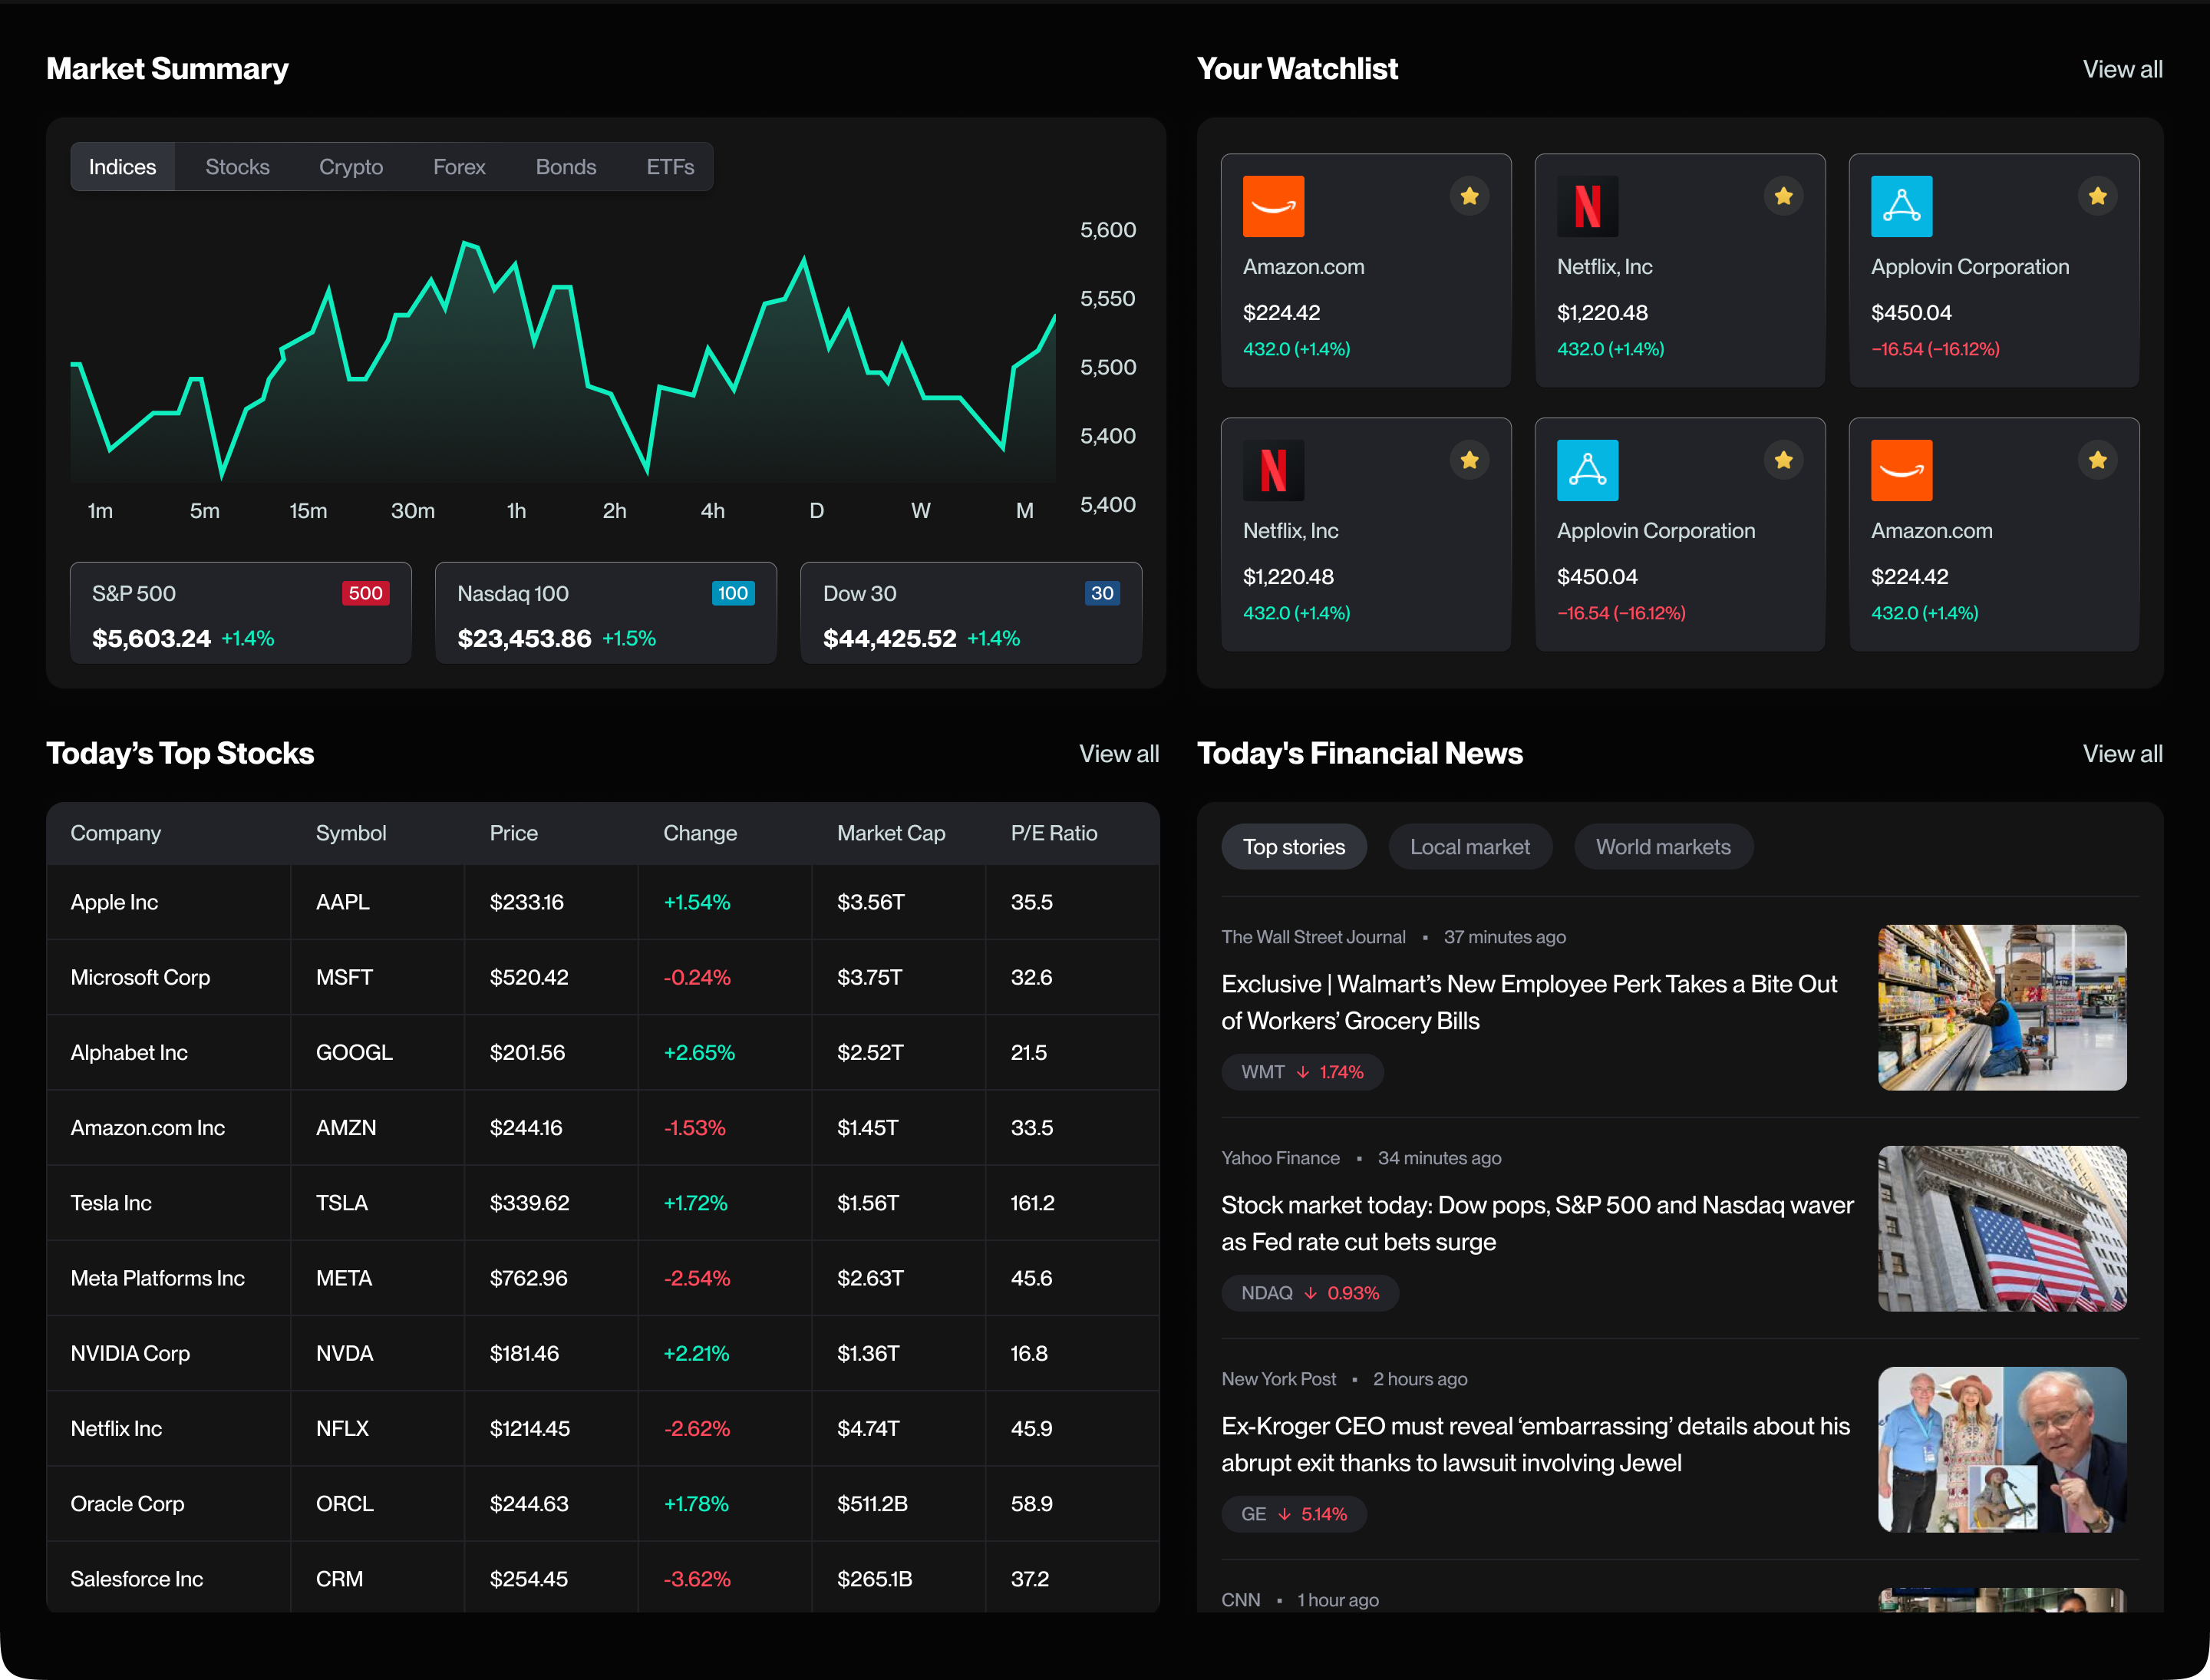 Market Summary
Indices Stocks Crypto Forex Bonds ETFs
5,600
5,550
5,500
5,400
5,400
1m 5m 15m 30m 1h 2h 4h D W M
S&P 500 500
$5,603.24 +1.4%
Nasdaq 100 100
$23,453.86 +1.5%
Dow 30 30
$44,425.52 +1.4%
Your Watchlist View all
Amazon.com
$224.42
432.0 (+1.4%)
N
Netflix, Inc
$1,220.48
432.0 (+1.4%)
Applovin Corporation
$450.04
−16.54 (−16.12%)
N
Netflix, Inc
$1,220.48
432.0 (+1.4%)
Applovin Corporation
$450.04
−16.54 (−16.12%)
Amazon.com
$224.42
432.0 (+1.4%)
Today’s Top Stocks View all
Company Symbol Price Change Market Cap P/E Ratio
Apple Inc AAPL $233.16 +1.54% $3.56T 35.5
Microsoft Corp MSFT $520.42 -0.24% $3.75T 32.6
Alphabet Inc GOOGL $201.56 +2.65% $2.52T 21.5
Amazon.com Inc AMZN $244.16 -1.53% $1.45T 33.5
Tesla Inc TSLA $339.62 +1.72% $1.56T 161.2
Meta Platforms Inc META $762.96 -2.54% $2.63T 45.6
NVIDIA Corp NVDA $181.46 +2.21% $1.36T 16.8
Netflix Inc NFLX $1214.45 -2.62% $4.74T 45.9
Oracle Corp ORCL $244.63 +1.78% $511.2B 58.9
Salesforce Inc CRM $254.45 -3.62% $265.1B 37.2
Today's Financial News View all
Top stories Local market World markets
The Wall Street Journal ▪ 37 minutes ago
Exclusive | Walmart’s New Employee Perk Takes a Bite Out
of Workers’ Grocery Bills
WMT ↓ 1.74%
Yahoo Finance ▪ 34 minutes ago
Stock market today: Dow pops, S&P 500 and Nasdaq waver
as Fed rate cut bets surge
NDAQ ↓ 0.93%
New York Post ▪ 2 hours ago
Ex-Kroger CEO must reveal ‘embarrassing’ details about his
abrupt exit thanks to lawsuit involving Jewel
GE ↓ 5.14%
CNN ▪ 1 hour ago